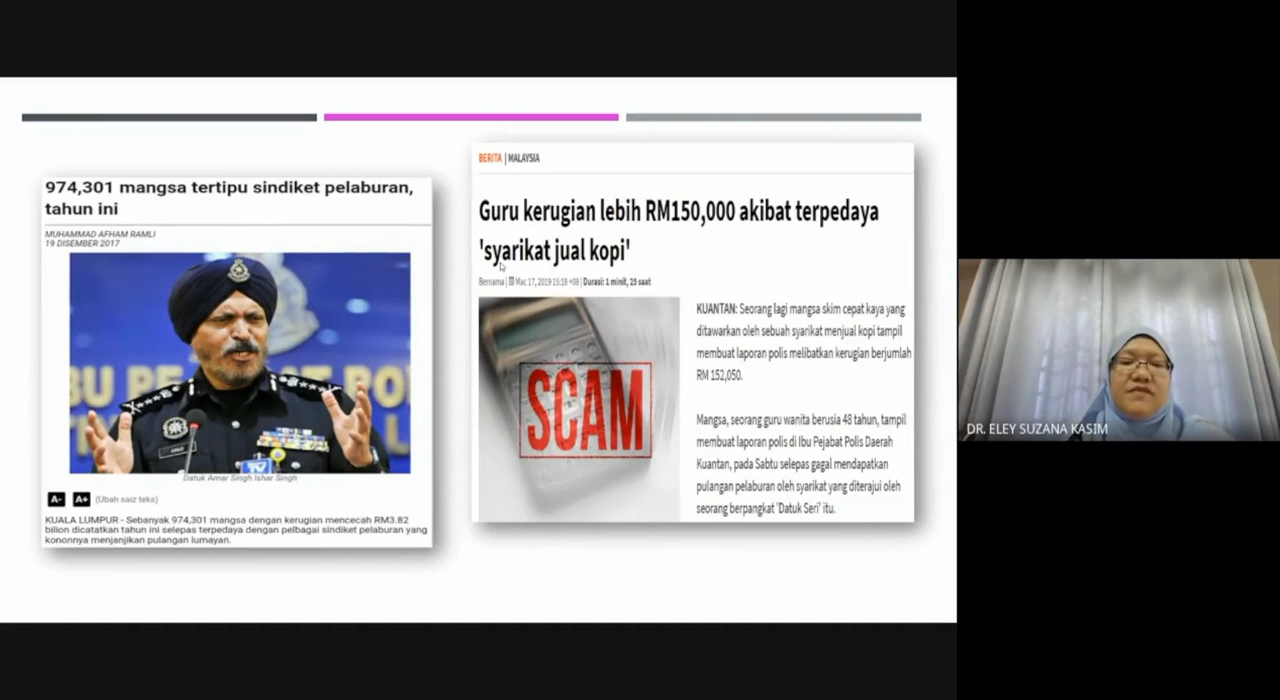 974,301 mangsa tertipu sindiket pelaburan,
tahun ini
MUHAMMAD AFHAM RAMLI
19 DISEMBER 2017
Datuk Amar Singh Ishar Singh
A- A+ (Ubah saiz teks)
KUALA LUMPUR - Sebanyak 974,301 mangsa dengan kerugian mencecah RM3.82
bilion dicatatkan tahun ini selepas terpedaya dengan pelbagai sindiket pelaburan yang
kononnya menjanjikan pulangan lumayan.
BERITA | MALAYSIA
Guru kerugian lebih RM150,000 akibat terpedaya
'syarikat jual kopi'
Bernama | Mac 17, 2019 15:18 +08 | Durasi: 1 minit, 25 saat
SCAM
KUANTAN: Seorang lagi mangsa skim cepat kaya yang
ditawarkan oleh sebuah syarikat menjual kopi tampil
membuat laporan polis melibatkan kerugian berjumlah
RM 152,050.
Mangsa, seorang guru wanita berusia 48 tahun, tampil
membuat laporan polis di Ibu Pejabat Polis Daerah
Kuantan, pada Sabtu selepas gagal mendapatkan
pulangan pelaburan oleh syarikat yang diterajui oleh
seorang berpangkat 'Datuk Seri' itu.
DR. ELEY SUZANA KASIM